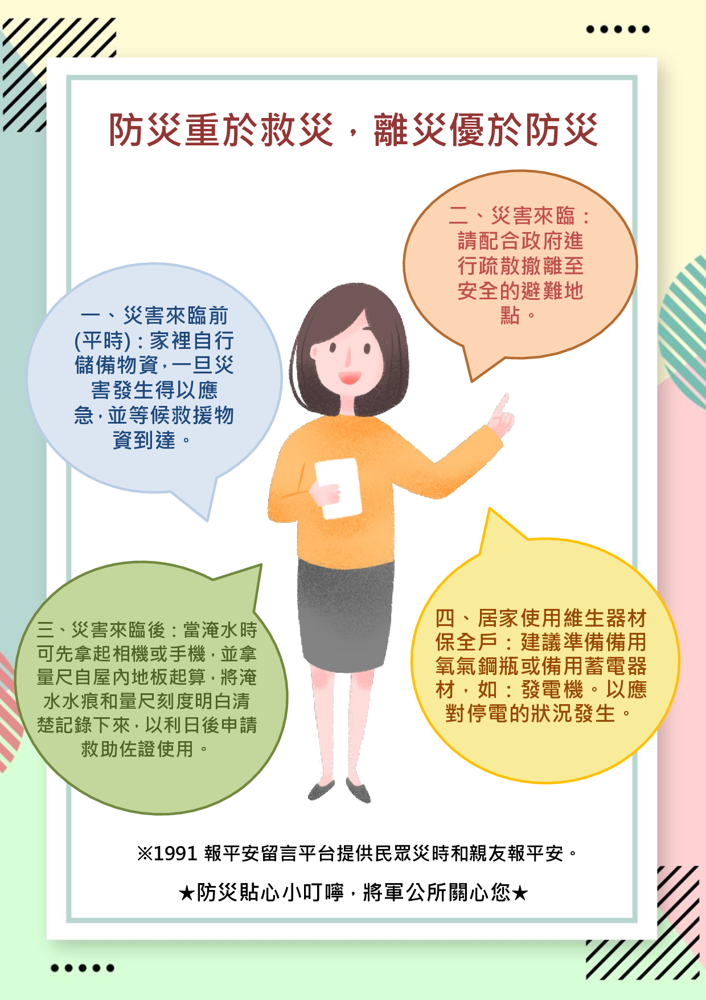 防災重於救災，離災優於防災
一、災害來臨前
(平時)：家裡自行
儲備物資，一旦災
害發生得以應
急，並等候救援物
資到達。
二、災害來臨：
請配合政府進
行疏散撤離至
安全的避難地
點。
三、災害來臨後：當淹水時
可先拿起相機或手機，並拿
量尺自屋內地板起算，將淹
水水痕和量尺刻度明白清
楚記錄下來，以利日後申請
救助佐證使用。
四、居家使用維生器材
保全戶：建議準備備用
氧氣鋼瓶或備用蓄電器
材，如：發電機。以應
對停電的狀況發生。
※1991 報平安留言平台提供民眾災時和親友報平安。
★防災貼心小叮嚀，將軍公所關心您★